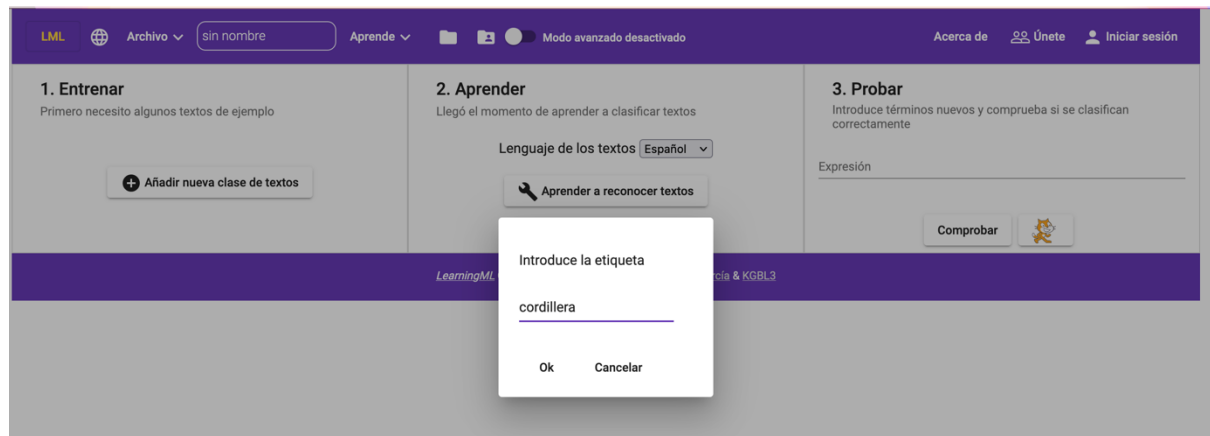 LML Archivo sin nombre Aprende Modo avanzado desactivado Acerca de Únete Iniciar sesión
1. Entrenar
Primero necesito algunos textos de ejemplo
Añadir nueva clase de textos
2. Aprender
Llegó el momento de aprender a clasificar textos
Lenguaje de los textos Español
Aprender a reconocer textos
3. Probar
Introduce términos nuevos y comprueba si se clasifican
correctamente
Expresión
Comprobar
Introduce la etiqueta
cordillera
Ok Cancelar
LearningML & KGBL3